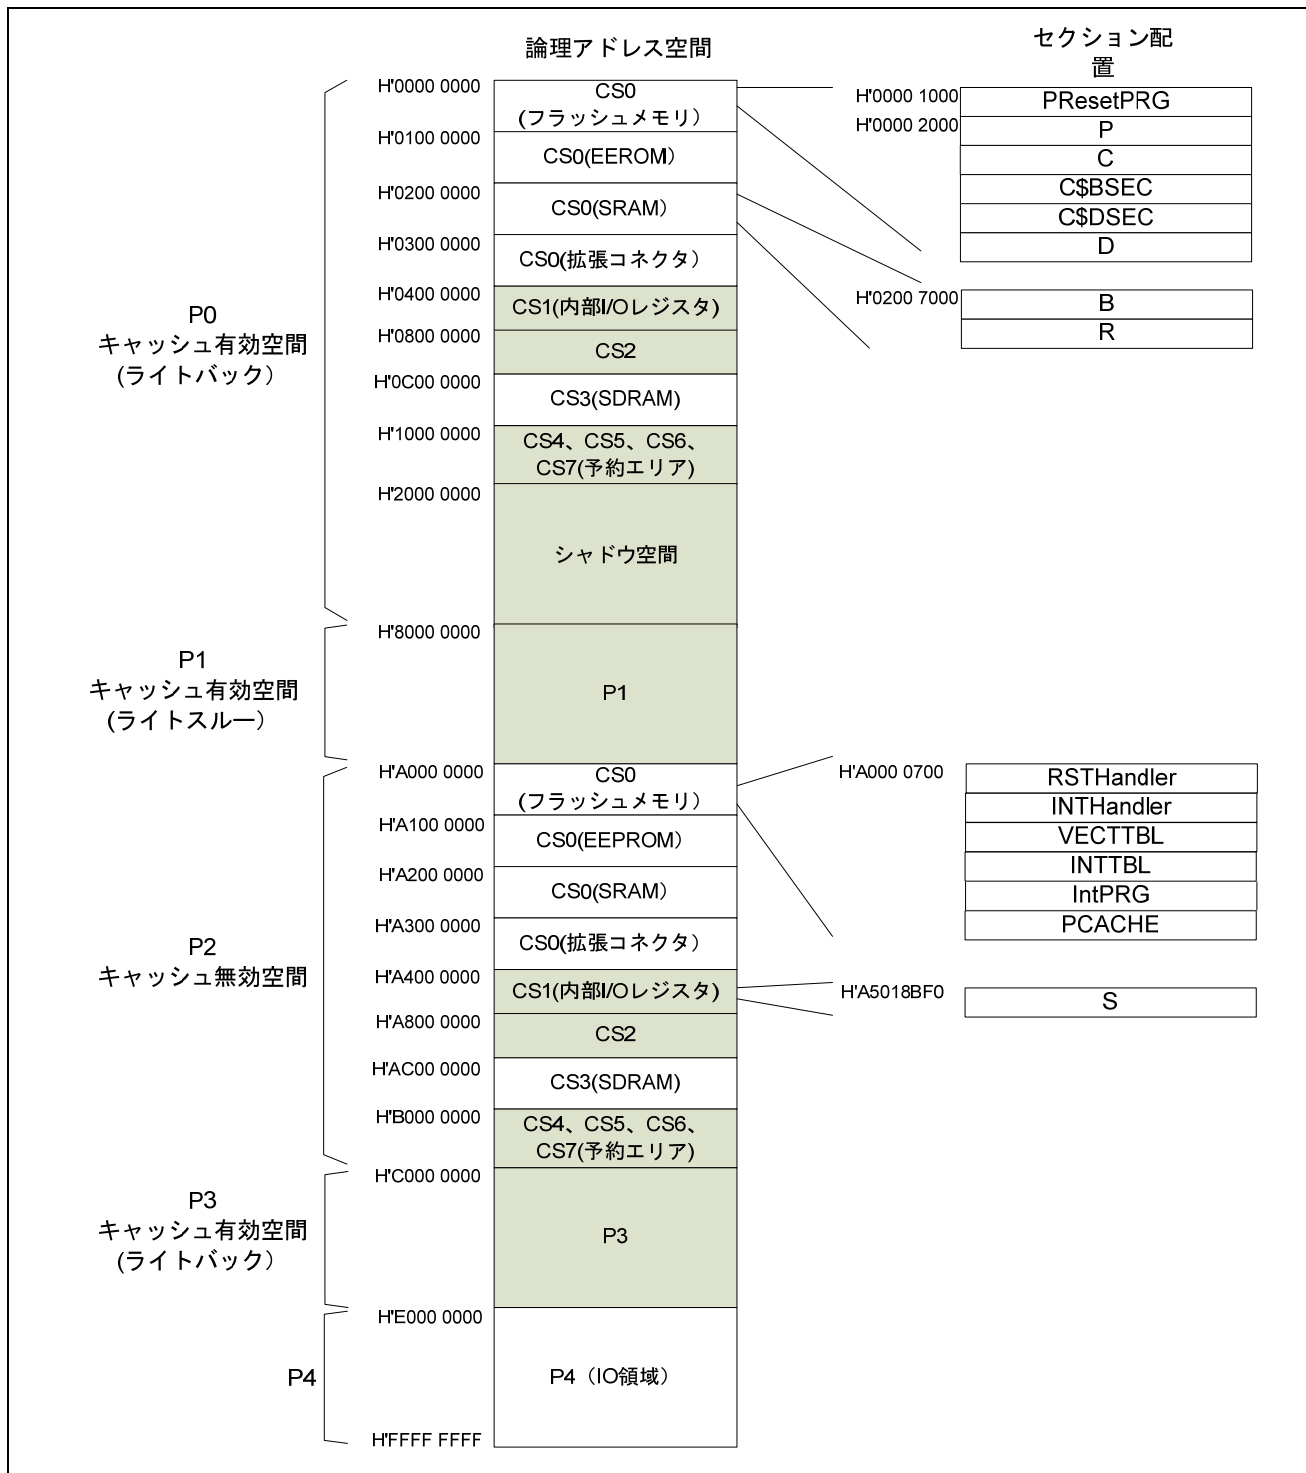 論理アドレス空間
セクション配
置
P0
キャッシュ有効空間
(ライトバック)
H'0000 0000
CS0
(フラッシュメモリ)
H'0100 0000
CS0(EEROM)
H'0200 0000
CS0(SRAM)
H'0300 0000
CS0(拡張コネクタ)
H'0400 0000
CS1(内部I/Oレジスタ)
H'0800 0000
CS2
H'0C00 0000
CS3(SDRAM)
H'1000 0000
CS4、CS5、CS6、
CS7(予約エリア)
H'2000 0000
シャドウ空間
H'0000 1000
PResetPRG
H'0000 2000
P
C
C$BSEC
C$DSEC
D
H'0200 7000
B
R
P1
キャッシュ有効空間
(ライトスルー)
H'8000 0000
P1
P2
キャッシュ無効空間
H'A000 0000
CS0
(フラッシュメモリ)
H'A100 0000
CS0(EEPROM)
H'A200 0000
CS0(SRAM)
H'A300 0000
CS0(拡張コネクタ)
H'A400 0000
CS1(内部I/Oレジスタ)
H'A800 0000
CS2
H'AC00 0000
CS3(SDRAM)
H'B000 0000
CS4、CS5、CS6、
CS7(予約エリア)
H'A000 0700
RSTHandler
INTHandler
VECTTBL
INTTBL
IntPRG
PCACHE
H'A5018BF0
S
P3
キャッシュ有効空間
(ライトバック)
H'C000 0000
P3
P4
H'E000 0000
P4（IO領域）
H'FFFF FFFF